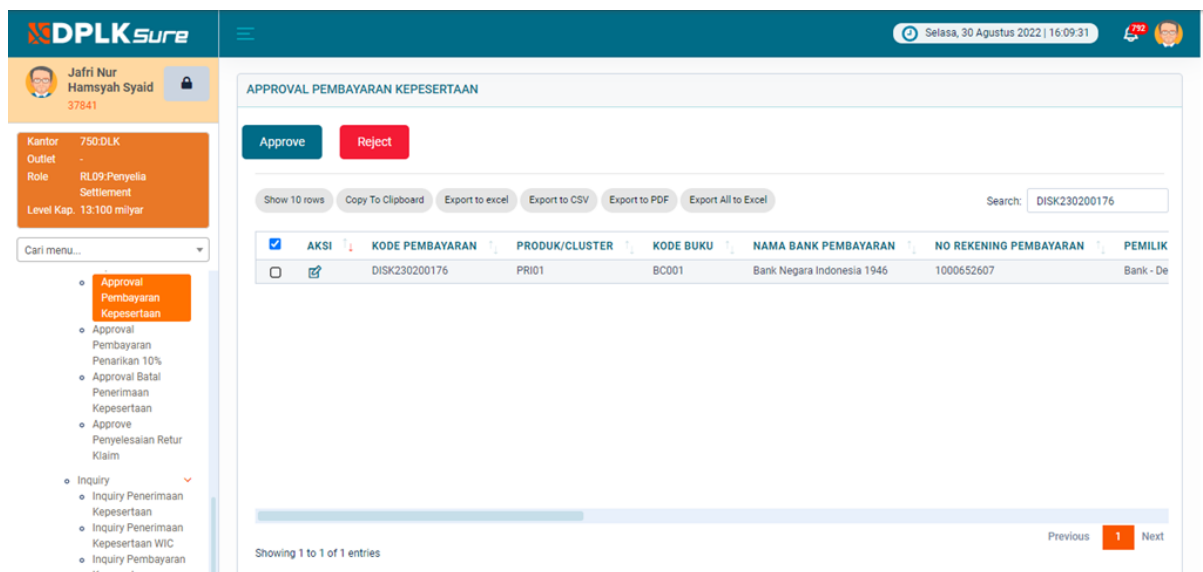 DPLKsure
Selasa, 30 Agustus 2022 | 16:09:31
792
Jafri Nur
Hamsyah Syaid
37841
Kantor 750:DLK
Outlet -
Role RL09:Penyelia
Settlement
Level Kap. 13:100 milyar
Cari menu...
Approval
Pembayaran
Kepesertaan
Approval
Pembayaran
Penarikan 10%
Approval Batal
Penerimaan
Kepesertaan
Approve
Penyelesaian Retur
Klaim
Inquiry
Inquiry Penerimaan
Kepesertaan
Inquiry Penerimaan
Kepesertaan WIC
Inquiry Pembayaran
APPROVAL PEMBAYARAN KEPESERTAAN
Approve Reject
Show 10 rows Copy To Clipboard Export to excel Export to CSV Export to PDF Export All to Excel Search: DISK230200176
AKSI KODE PEMBAYARAN PRODUK/CLUSTER KODE BUKU NAMA BANK PEMBAYARAN NO REKENING PEMBAYARAN PEMILIK
DISK230200176 PRI01 BC001 Bank Negara Indonesia 1946 1000652607 Bank - De
Previous 1 Next
Showing 1 to 1 of 1 entries